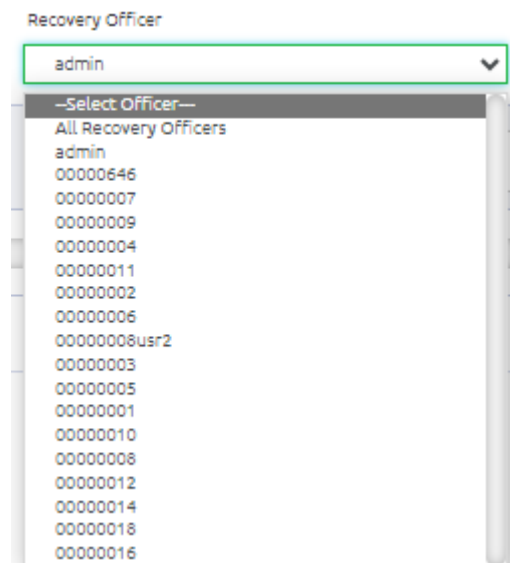 Recovery Officer
admin
--Select Officer---
All Recovery Officers
admin
00000646
00000007
00000009
00000004
00000011
00000002
00000006
00000008usr2
00000003
00000005
00000001
00000010
00000008
00000012
00000014
00000018
00000016